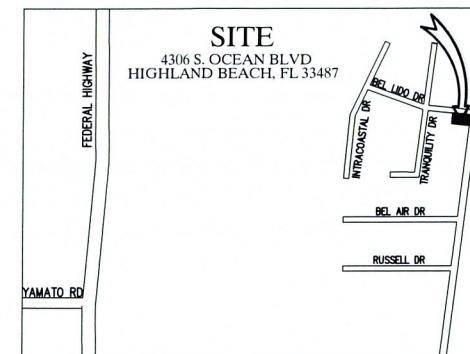 SITE
4306 S. OCEAN BLVD
HIGHLAND BEACH, FL 33487
FEDERAL HIGHWAY
BEL LIDO DR
INTRACOASTAL DR
TRANQUILITY DR
BEL AIR DR
RUSSELL DR
YAMATO RD